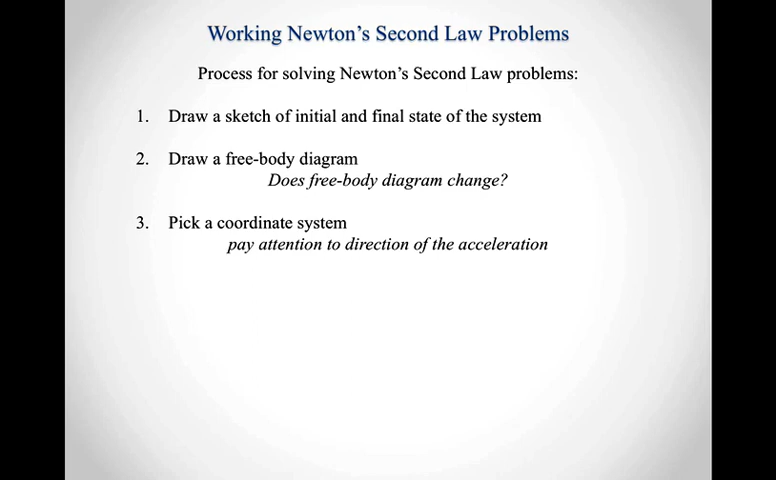 Working Newton’s Second Law Problems
Process for solving Newton’s Second Law problems:
1. Draw a sketch of initial and final state of the system
2. Draw a free-body diagram
Does free-body diagram change?
3. Pick a coordinate system
pay attention to direction of the acceleration